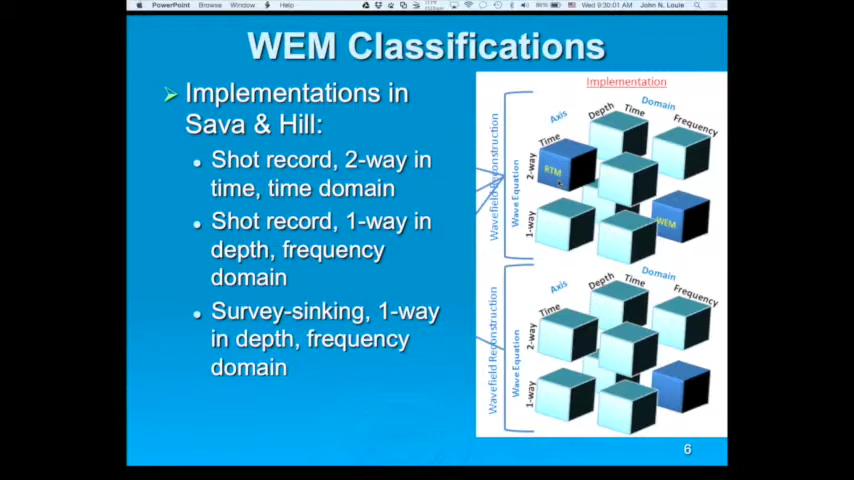 PowerPoint Browse Window Help
86% Wed 9:30:01 AM John N. Louie
WEM Classifications
Implementations in
Sava & Hill:
Shot record, 2-way in
time, time domain
Shot record, 1-way in
depth, frequency
domain
Survey-sinking, 1-way
in depth, frequency
domain
Implementation
Axis
Domain
Time
Depth
Time
Frequency
Wavefield Reconstruction
Wave Equation
2-way
1-way
RTM
WEM
Axis
Domain
Time
Depth
Time
Frequency
Wavefield Reconstruction
Wave Equation
2-way
1-way
6